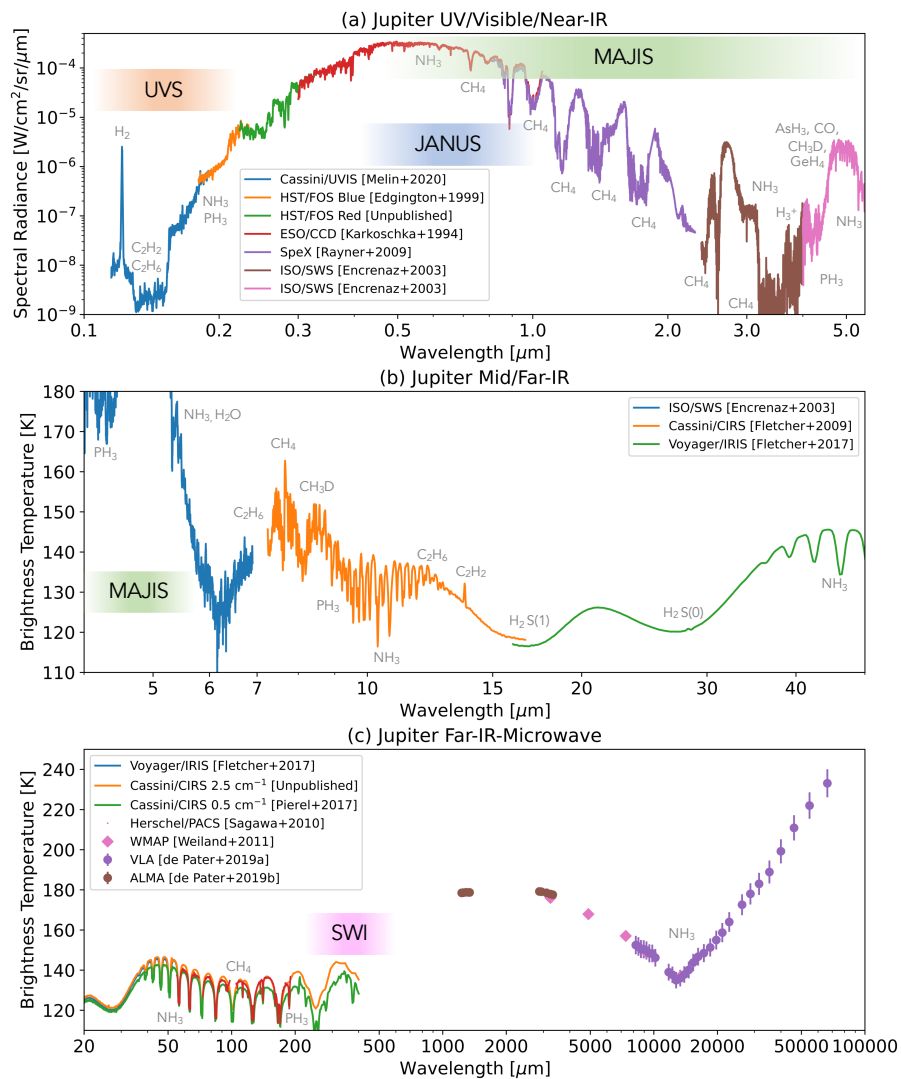 (a) Jupiter UV/Visible/Near-IR
Spectral Radiance [W/cm²/sr/μm]
10⁻⁴
10⁻⁵
10⁻⁶
10⁻⁷
10⁻⁸
10⁻⁹
UVS
MAJIS
JANUS
H₂
C₂H₂
C₂H₆
NH₃
PH₃
NH₃
CH₄
CH₄
CH₄
CH₄
CH₄
CH₄
CH₄
NH₃
H₃⁺
AsH₃, CO,
CH₃D,
GeH₄
NH₃
PH₃
Cassini/UVIS [Melin+2020]
HST/FOS Blue [Edgington+1999]
HST/FOS Red [Unpublished]
ESO/CCD [Karkoschka+1994]
SpeX [Rayner+2009]
ISO/SWS [Encrenaz+2003]
ISO/SWS [Encrenaz+2003]
0.1 0.2 0.3 0.5 1.0 2.0 3.0 5.0
Wavelength [μm]
(b) Jupiter Mid/Far-IR
Brightness Temperature [K]
180
170
160
150
140
130
120
110
PH₃
NH₃, H₂O
MAJIS
C₂H₆
CH₄
CH₃D
PH₃
NH₃
C₂H₆
C₂H₂
H₂ S(1)
H₂ S(0)
NH₃
ISO/SWS [Encrenaz+2003]
Cassini/CIRS [Fletcher+2009]
Voyager/IRIS [Fletcher+2017]
5 6 7 10 15 20 30 40
Wavelength [μm]
(c) Jupiter Far-IR-Microwave
Brightness Temperature [K]
240
220
200
180
160
140
120
Voyager/IRIS [Fletcher+2017]
Cassini/CIRS 2.5 cm⁻¹ [Unpublished]
Cassini/CIRS 0.5 cm⁻¹ [Pierel+2017]
Herschel/PACS [Sagawa+2010]
WMAP [Weiland+2011]
VLA [de Pater+2019a]
ALMA [de Pater+2019b]
SWI
NH₃
CH₄
PH₃
NH₃
20 50 100 200 500 1000 2000 5000 10000 20000 50000 100000
Wavelength [μm]